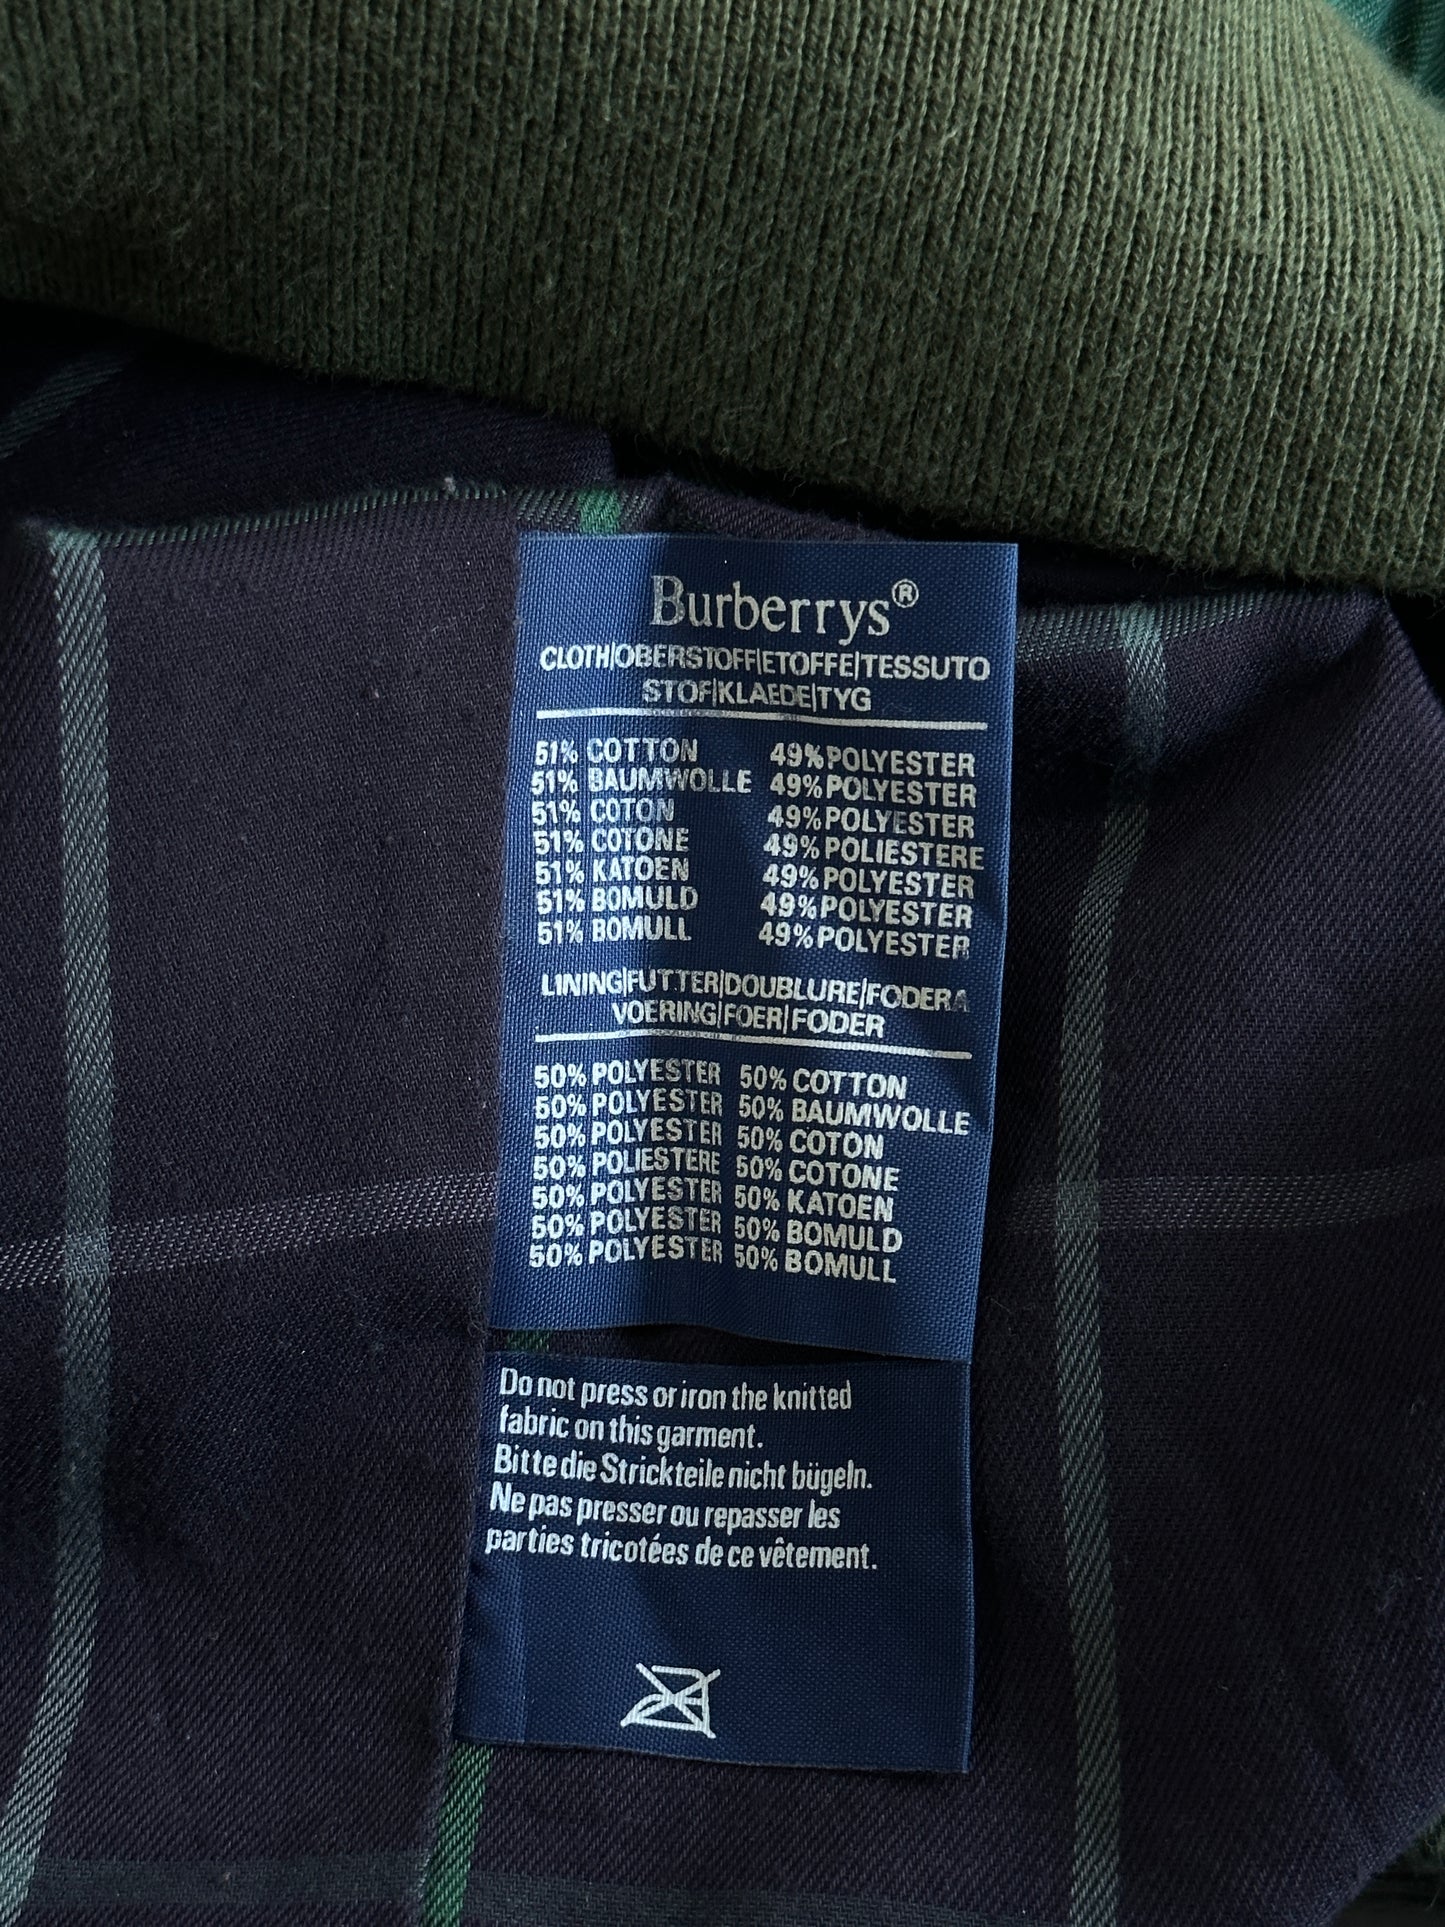 Burberrys®
CLOTH|OBERSTOFF|ETOFFE|TESSUTO
STOF|KLAEDE|TYG
51% COTTON 49% POLYESTER
51% BAUMWOLLE 49% POLYESTER
51% COTON 49% POLYESTER
51% COTONE 49% POLIESTERE
51% KATOEN 49% POLYESTER
51% BOMULD 49% POLYESTER
51% BOMULL 49% POLYESTER
LINING|FUTTER|DOUBLURE|FODERA
VOERING|FOER|FODER
50% POLYESTER 50% COTTON
50% POLYESTER 50% BAUMWOLLE
50% POLYESTER 50% COTON
50% POLIESTERE 50% COTONE
50% POLYESTER 50% KATOEN
50% POLYESTER 50% BOMULD
50% POLYESTER 50% BOMULL
Do not press or iron the knitted
fabric on this garment.
Bitte die Strickteile nicht bügeln.
Ne pas presser ou repasser les
parties tricotées de ce vêtement.